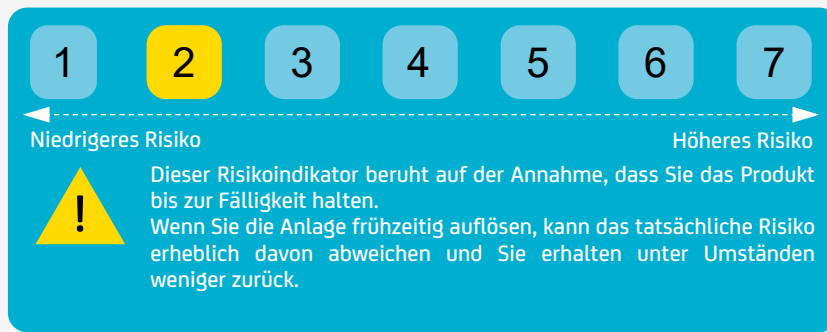 1 2 3 4 5 6 7
Niedrigeres Risiko Höheres Risiko
!
Dieser Risikoindikator beruht auf der Annahme, dass Sie das Produkt
bis zur Fälligkeit halten.
Wenn Sie die Anlage frühzeitig auflösen, kann das tatsächliche Risiko
erheblich davon abweichen und Sie erhalten unter Umständen
weniger zurück.